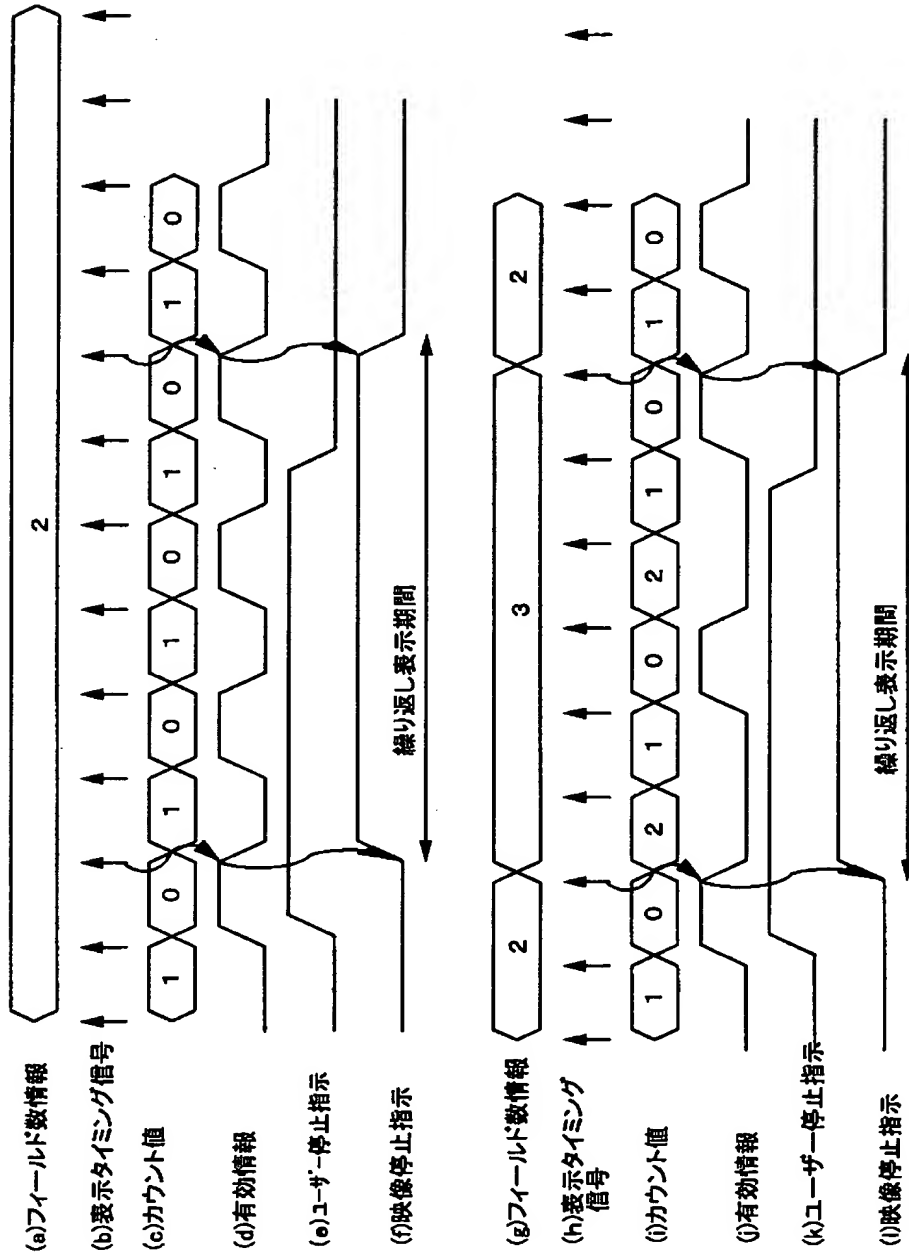 (a)フィールド数情報 2
(b)表示タイミング信号
(c)カウント値 1 0 1 0 1 0 1 0 1 0
(d)有効情報
(e)ユーザー停止指示
(f)映像停止指示
繰り返し表示期間
(g)フィールド数情報 2 3 2
(h)表示タイミング
信号
(i)カウント値 1 0 2 1 0 2 1 0 1 0
(j)有効情報
(k)ユーザー停止指示
(l)映像停止指示
繰り返し表示期間